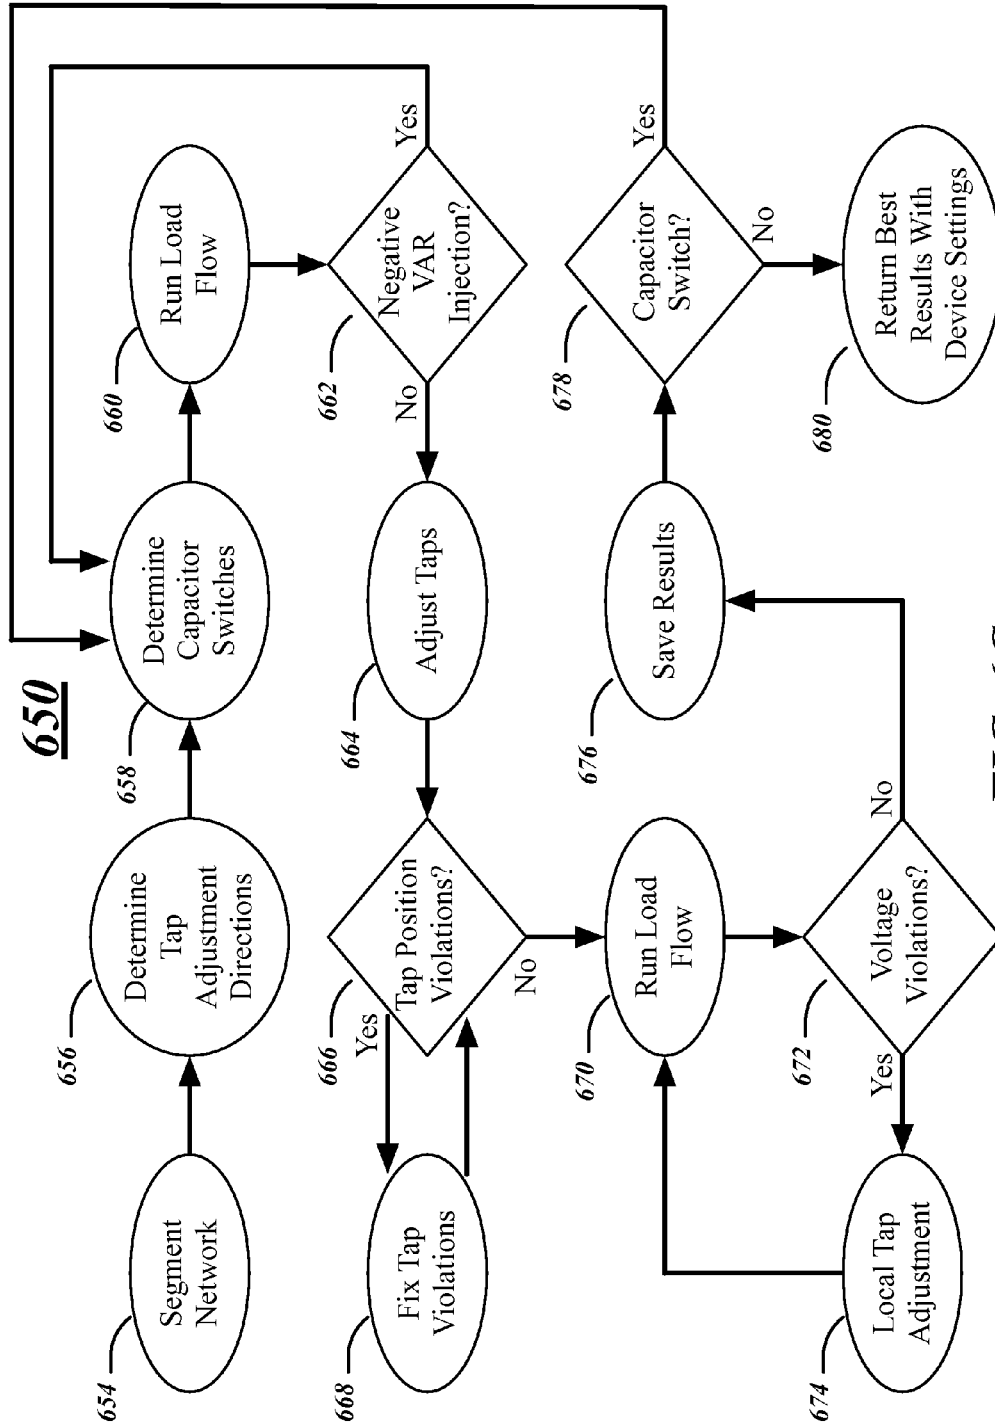 650
654
Segment
Network
656
Determine
Tap
Adjustment
Directions
658
Determine
Capacitor
Switches
660
Run Load
Flow
662
Negative
VAR
Injection?
Yes
No
664
Adjust Taps
666
Tap Position
Violations?
Yes
No
668
Fix Tap
Violations
670
Run Load
Flow
672
Voltage
Violations?
Yes
No
674
Local Tap
Adjustment
676
Save Results
678
Capacitor
Switch?
Yes
No
680
Return Best
Results With
Device Settings